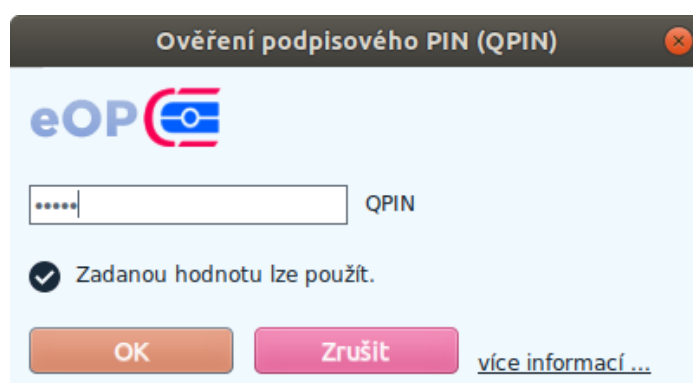 Ověření podpisového PIN (QPIN)
eOP
••••• QPIN
Zadanou hodnotu lze použít.
OK Zrušit více informací ...